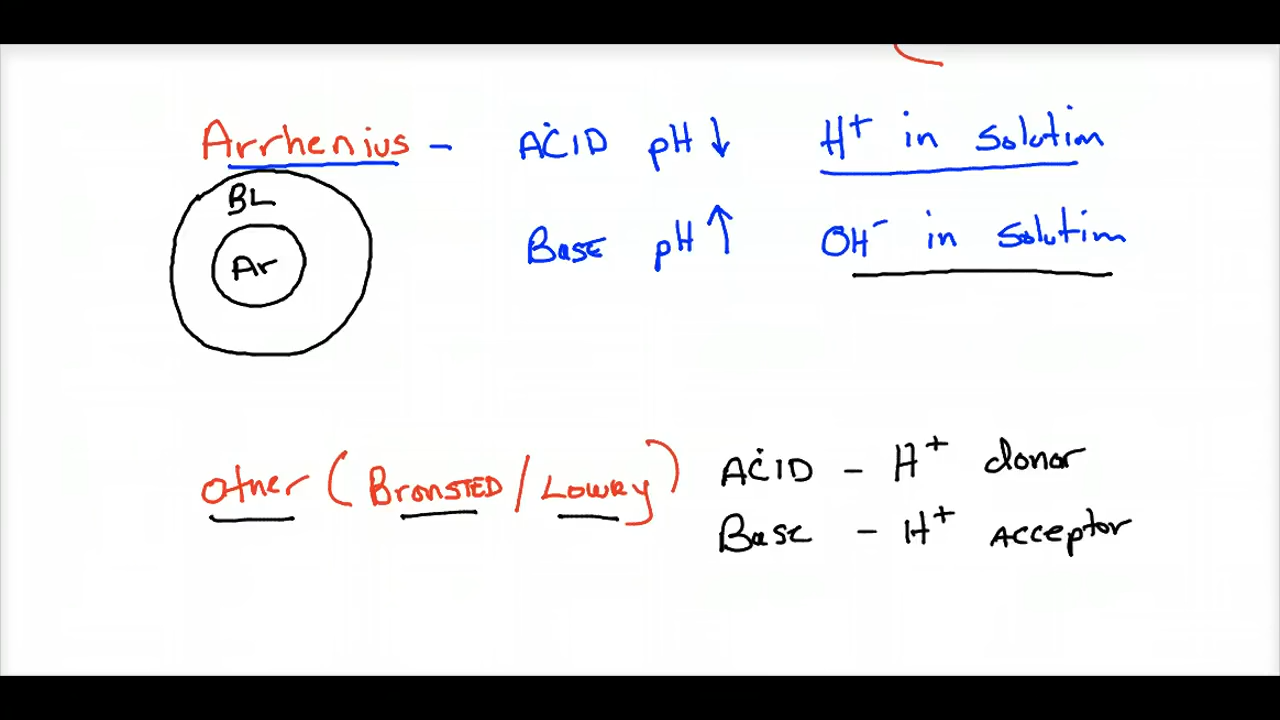 Arrhenius - ACID pH ↓ H+ in solution
BL
Base pH ↑ OH- in solution
Ar
Other (BronSTED/Lowry) ACID - H+ donor
Base - H+ Acceptor